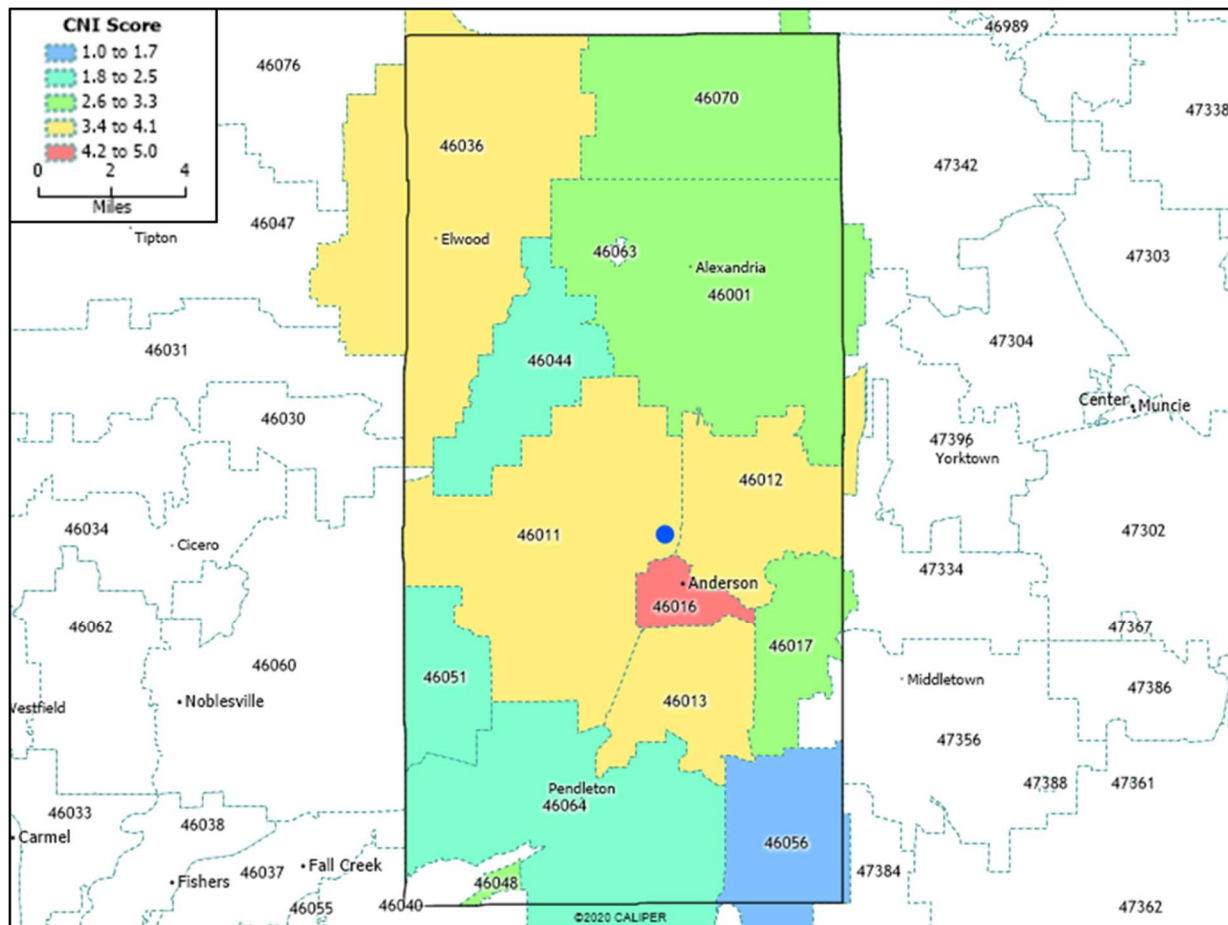 CNI Score
1.0 to 1.7
1.8 to 2.5
2.6 to 3.3
3.4 to 4.1
4.2 to 5.0
0 2 4
Miles
46989
46076
46070
47338
46036
47342
46047
Tipton
Elwood
46063
Alexandria
46001
47303
46031
46044
47304
Center
Muncie
46030
47396
Yorktown
46012
46034
Cicero
46011
47302
47334
Anderson
46016
46062
47367
46060
46017
46051
Middletown
47386
Westfield
Noblesville
46013
47356
Pendleton
46064
47388
47361
46033
46038
Carmel
46056
46037
Fall Creek
47384
Fishers
46048
46040
46055
47362
©2020 CALIPER